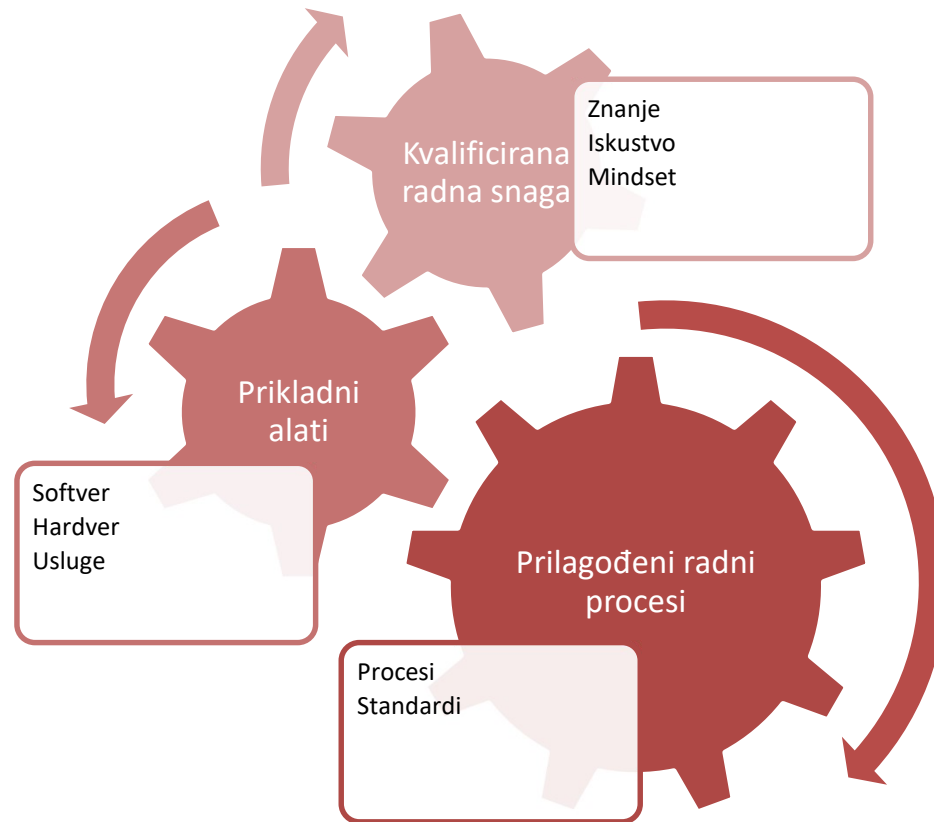 Kvalificirana
radna snaga
Znanje
Iskustvo
Mindset
Prikladni
alati
Softver
Hardver
Usluge
Prilagođeni radni
procesi
Procesi
Standardi